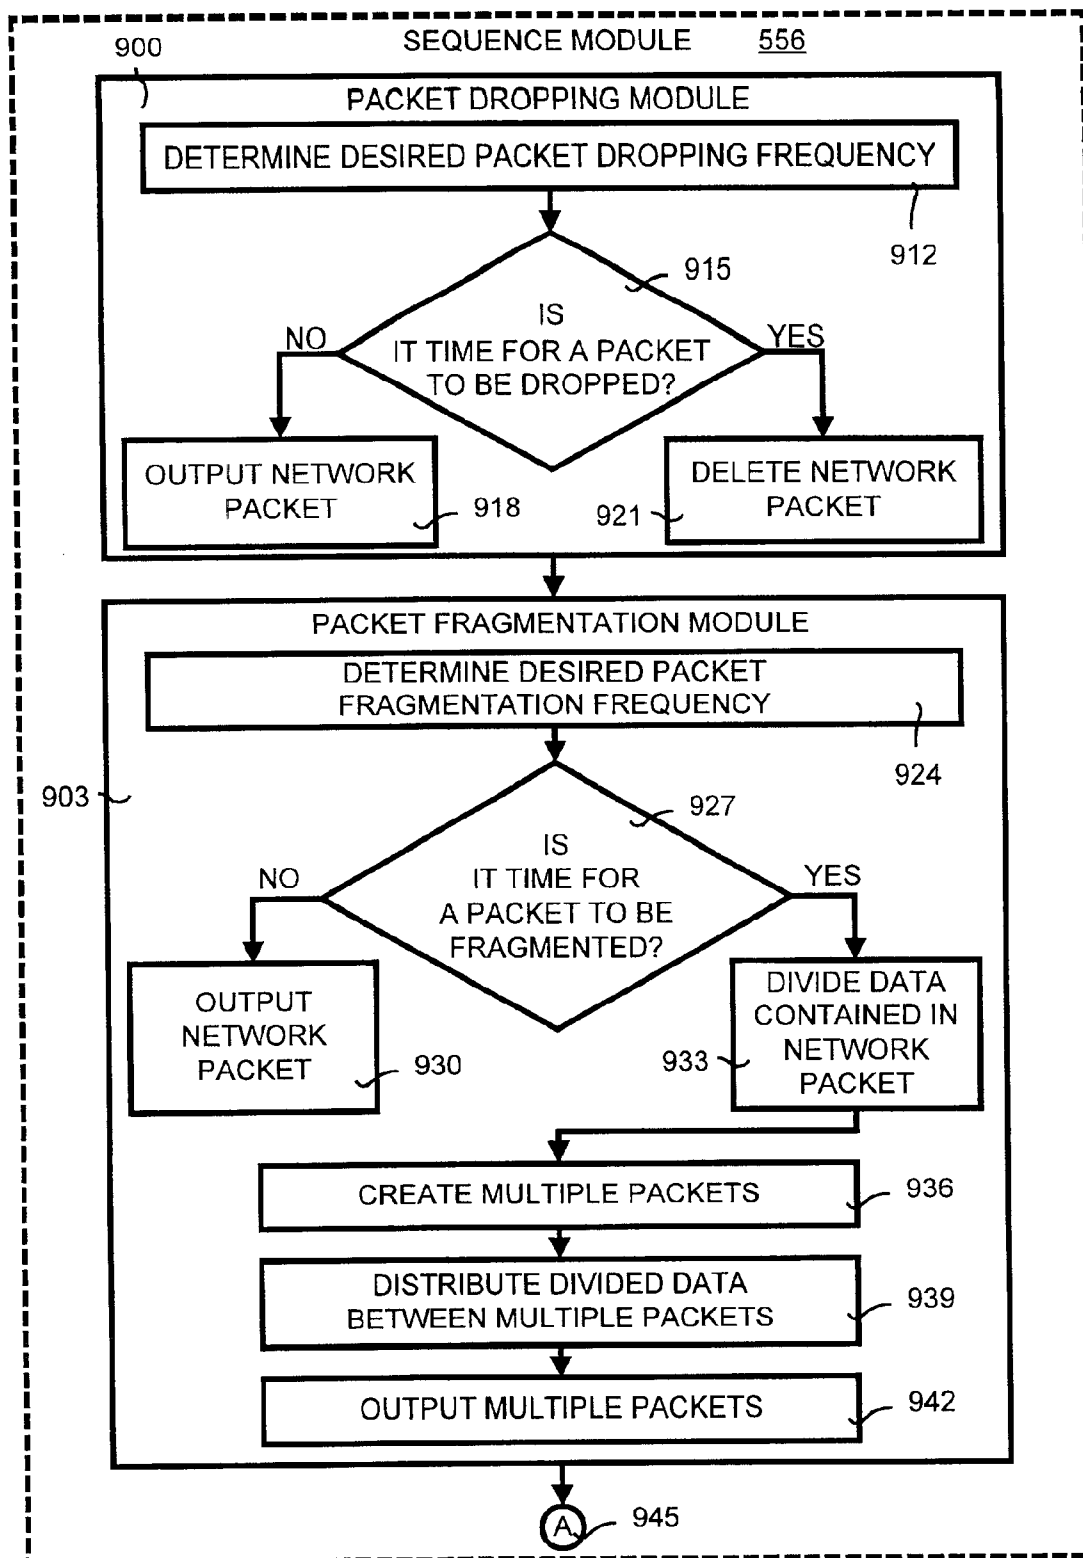 SEQUENCE MODULE 556
900
PACKET DROPPING MODULE
DETERMINE DESIRED PACKET DROPPING FREQUENCY
912
915
IS
IT TIME FOR A PACKET
TO BE DROPPED?
NO
YES
OUTPUT NETWORK
PACKET
918
DELETE NETWORK
PACKET
921
PACKET FRAGMENTATION MODULE
DETERMINE DESIRED PACKET
FRAGMENTATION FREQUENCY
924
903
927
IS
IT TIME FOR
A PACKET TO BE
FRAGMENTED?
NO
YES
OUTPUT
NETWORK
PACKET
930
DIVIDE DATA
CONTAINED IN
NETWORK
PACKET
933
CREATE MULTIPLE PACKETS
936
DISTRIBUTE DIVIDED DATA
BETWEEN MULTIPLE PACKETS
939
OUTPUT MULTIPLE PACKETS
942
A
945